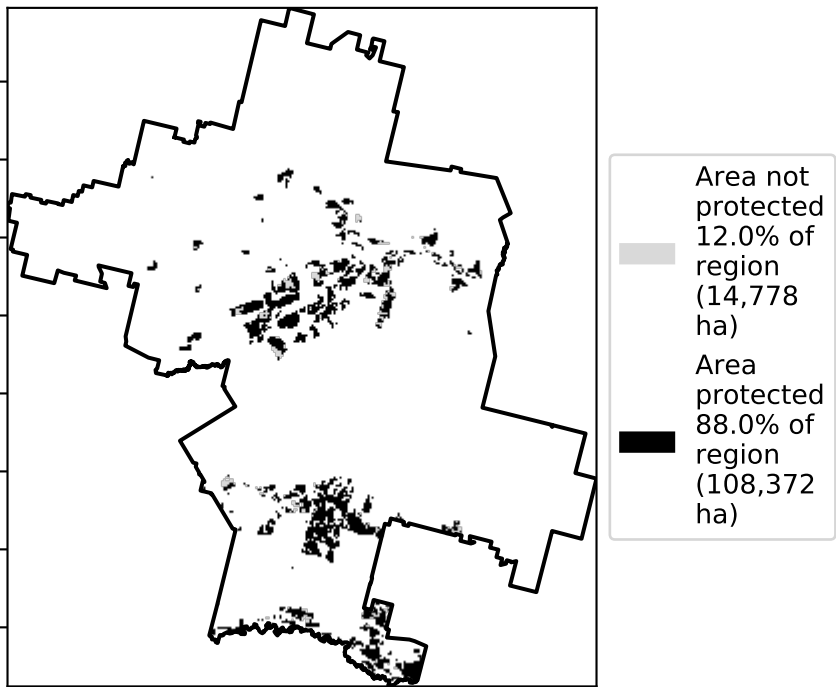 Area not
protected
12.0% of
region
(14,778
ha)
Area
protected
88.0% of
region
(108,372
ha)